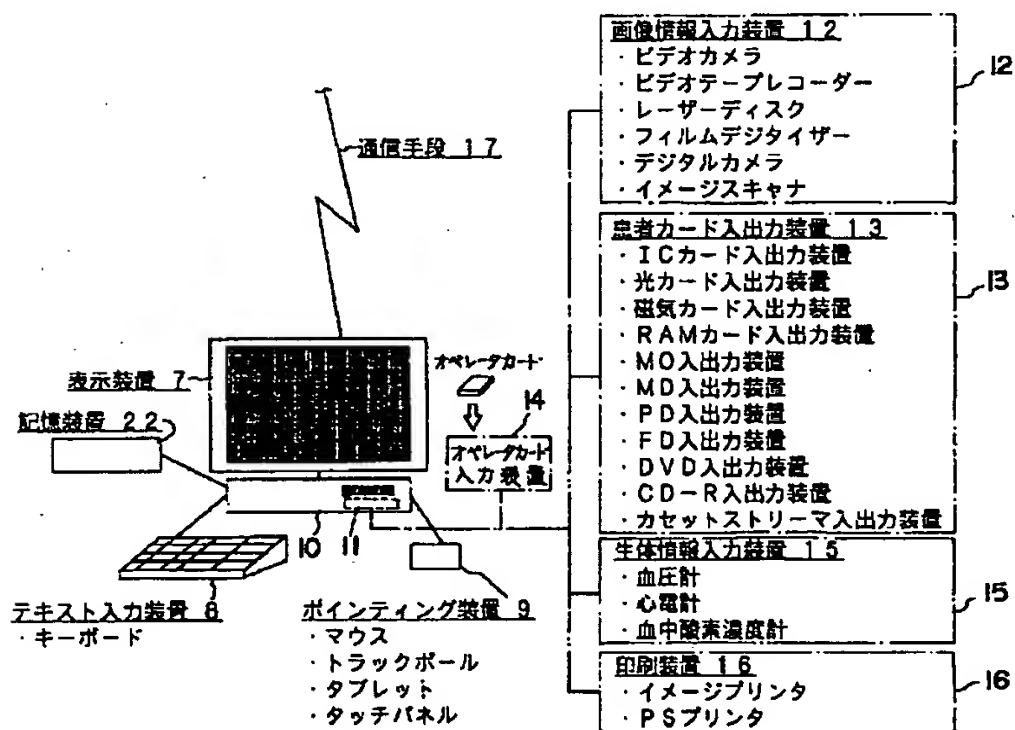 通信手段 17
表示装置 7
記憶装置 22
オペレータカード
14
オペレータカード
入力装置
10
11
テキスト入力装置 8
・キーボード
ポインティング装置 9
・マウス
・トラックボール
・タブレット
・タッチパネル
画像情報入力装置 12
・ビデオカメラ
・ビデオテープレコーダー
・レーザーディスク
・フィルムデジタイザー
・デジタルカメラ
・イメージスキャナ
12
患者カード入出力装置 13
・ICカード入出力装置
・光カード入出力装置
・磁気カード入出力装置
・RAMカード入出力装置
・MO入出力装置
・MD入出力装置
・PD入出力装置
・FD入出力装置
・DVD入出力装置
・CD-R入出力装置
・カセットストリーマ入出力装置
13
生体情報入力装置 15
・血圧計
・心電計
・血中酸素濃度計
15
印刷装置 16
・イメージプリンタ
・PSプリンタ
16